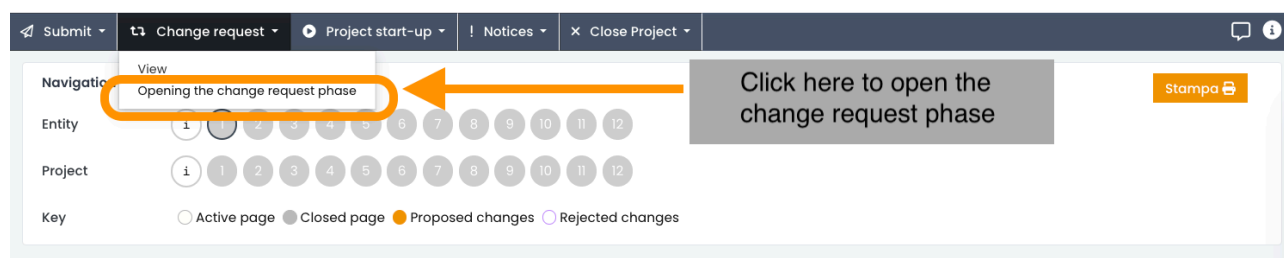 Submit
Change request
Project start-up
! Notices
Close Project
View
Opening the change request phase
Click here to open the
change request phase
Navigation
Stampa
Entity
i 1 2 3 4 5 6 7 8 9 10 11 12
Project
i 1 2 3 4 5 6 7 8 9 10 11 12
Key
Active page Closed page Proposed changes Rejected changes